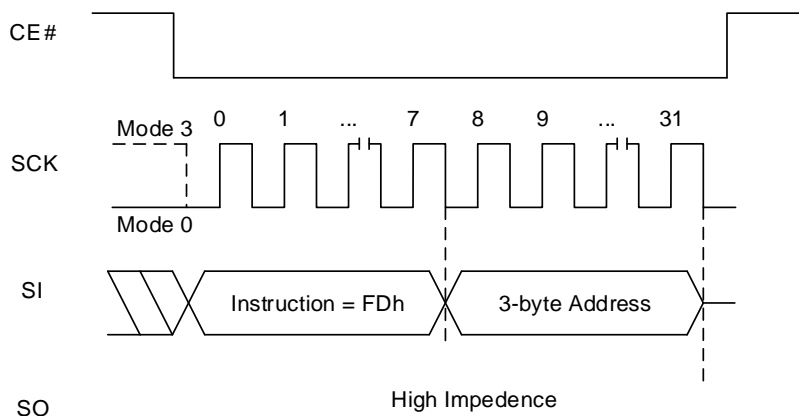 CE#
SCK
Mode 3
0 1 ... 7 8 9 ... 31
Mode 0
SI
Instruction = FDh
3-byte Address
SO
High Impedence